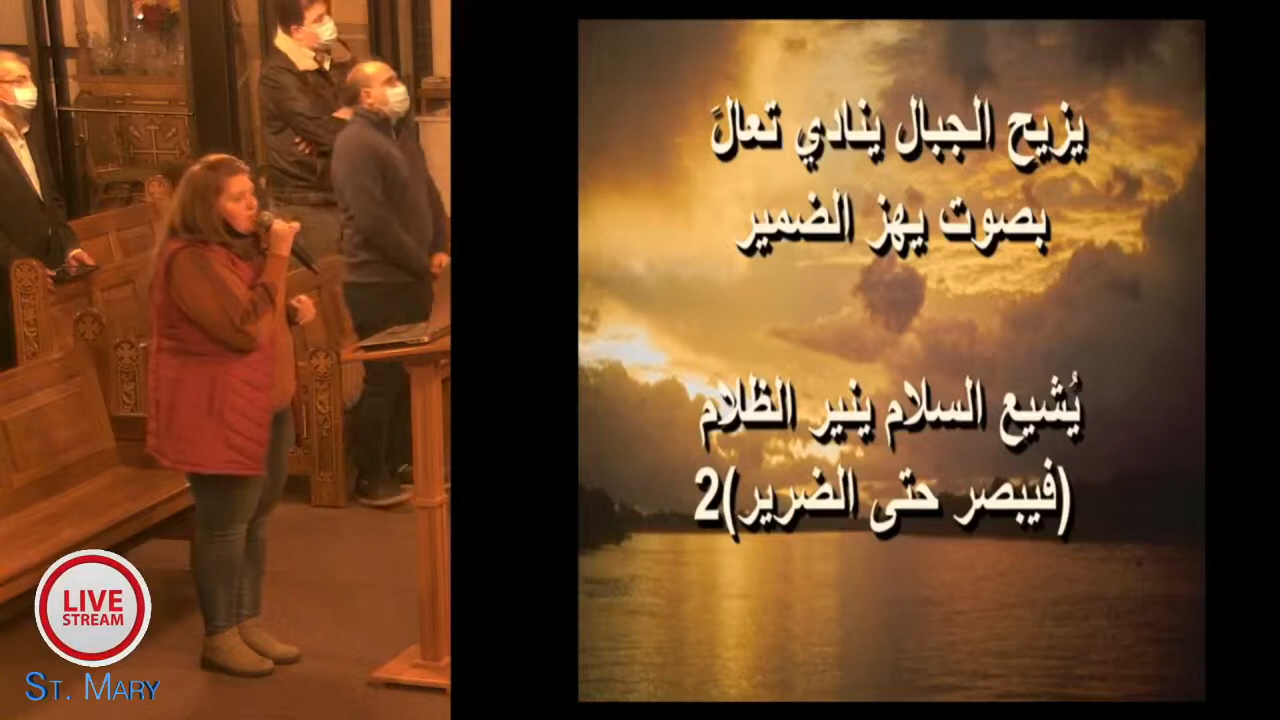 يزيح الجبال ينادي تعالَ
بصوت يهز الضمير
يُشيع السلام ينير الظلام
(فيبصر حتى الضرير)2
LIVE
STREAM
ST. MARY